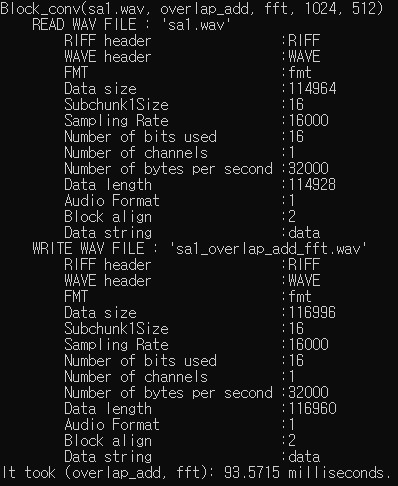 Block_conv(sa1.wav, overlap_add, fft, 1024, 512)
READ WAV FILE : 'sa1.wav'
RIFF header :RIFF
WAVE header :WAVE
FMT :fmt
Data size :114964
Subchunk1Size :16
Sampling Rate :16000
Number of bits used :16
Number of channels :1
Number of bytes per second :32000
Data length :114928
Audio Format :1
Block align :2
Data string :data
WRITE WAV FILE : 'sa1_overlap_add_fft.wav'
RIFF header :RIFF
WAVE header :WAVE
FMT :fmt
Data size :116996
Subchunk1Size :16
Sampling Rate :16000
Number of bits used :16
Number of channels :1
Number of bytes per second :32000
Data length :116960
Audio Format :1
Block align :2
Data string :data
It took (overlap_add, fft): 93.5715 milliseconds.